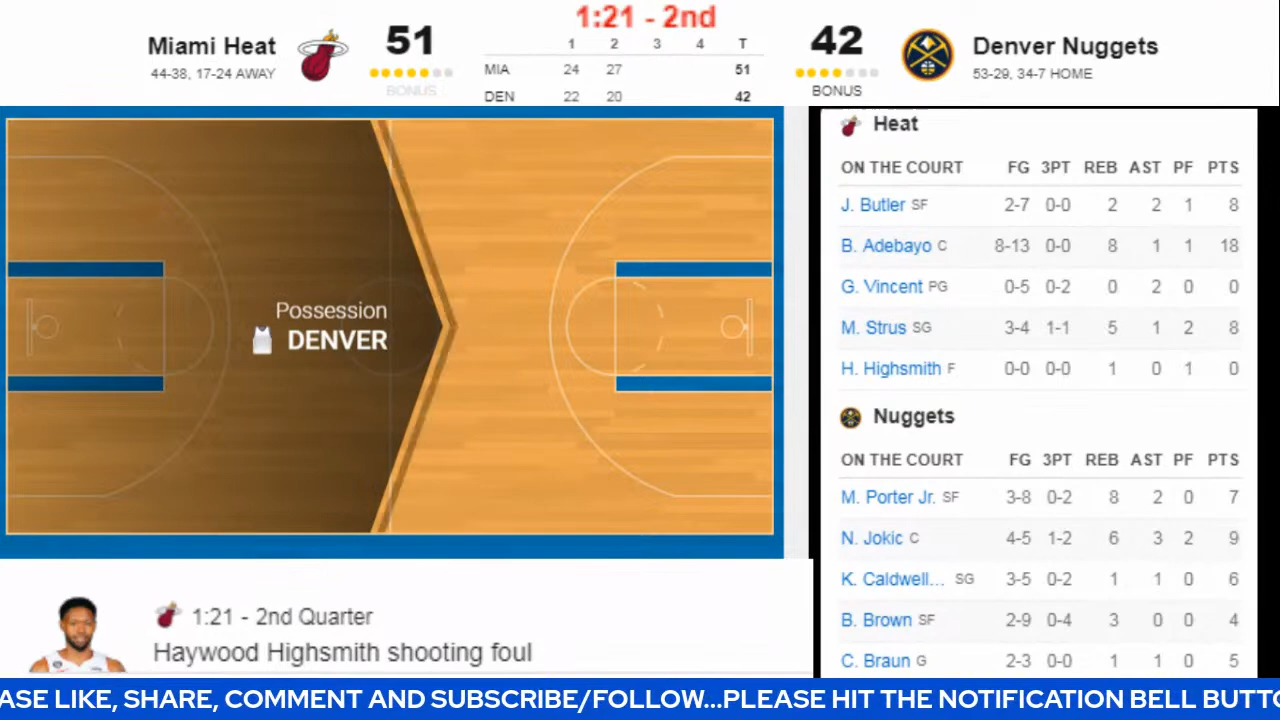 1:21 - 2nd
Miami Heat
44-38, 17-24 AWAY
51
BONUS
1 2 3 4 T
MIA 24 27 51
DEN 22 20 42
42
BONUS
Denver Nuggets
53-29, 34-7 HOME
Possession
DENVER
1:21 - 2nd Quarter
Haywood Highsmith shooting foul
Heat
ON THE COURT FG 3PT REB AST PF PTS
J. Butler SF 2-7 0-0 2 2 1 8
B. Adebayo C 8-13 0-0 8 1 1 18
G. Vincent PG 0-5 0-2 0 2 0 0
M. Strus SG 3-4 1-1 5 1 2 8
H. Highsmith F 0-0 0-0 1 0 1 0
Nuggets
ON THE COURT FG 3PT REB AST PF PTS
M. Porter Jr. SF 3-8 0-2 8 2 0 7
N. Jokic C 4-5 1-2 6 3 2 9
K. Caldwell... SG 3-5 0-2 1 1 0 6
B. Brown SF 2-9 0-4 3 0 0 4
C. Braun G 2-3 0-0 1 1 0 5
ASE LIKE, SHARE, COMMENT AND SUBSCRIBE/FOLLOW...PLEASE HIT THE NOTIFICATION BELL BUTTO